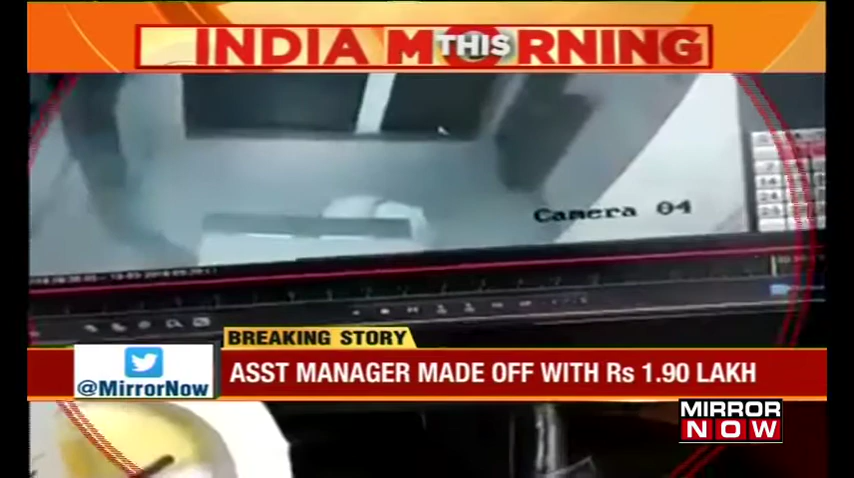 INDIA MORNING
THIS
Camera 04
BREAKING STORY
@MirrorNow
ASST MANAGER MADE OFF WITH Rs 1.90 LAKH
MIRROR
NOW